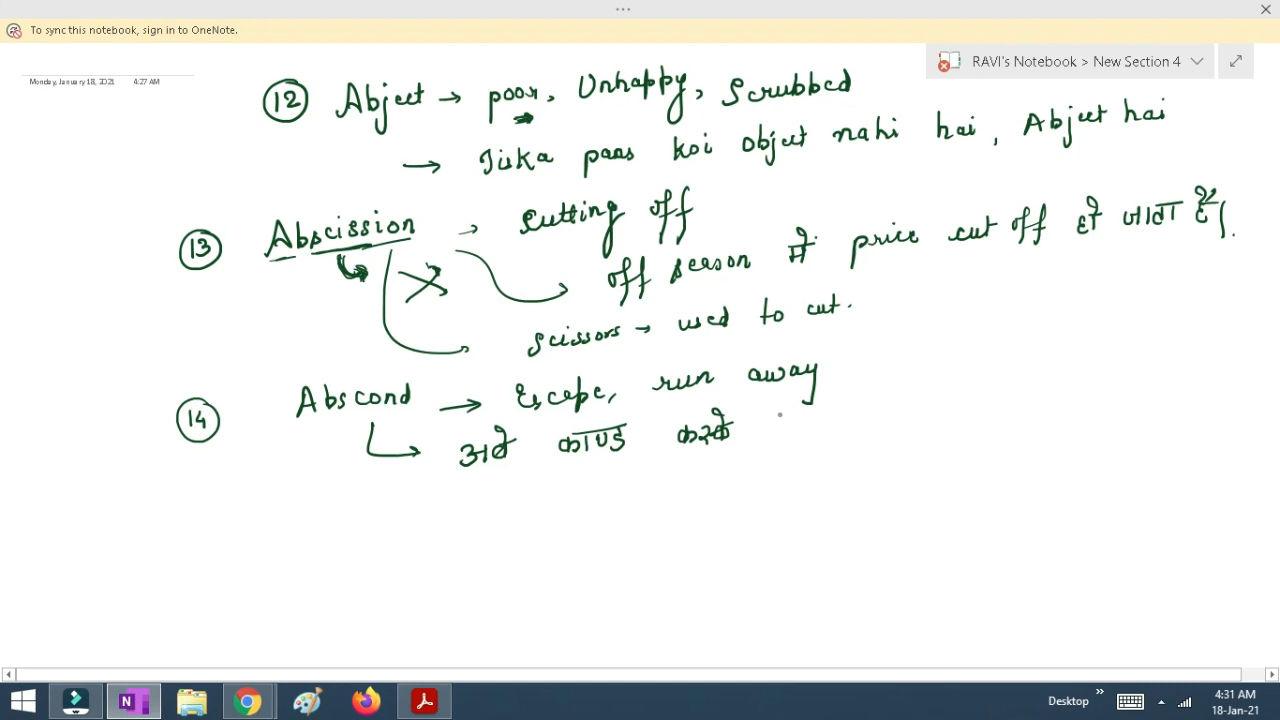 To sync this notebook, sign in to OneNote.
RAVI's Notebook > New Section 4
Monday, January 18, 2021 4:27 AM
12 Abject → poor, Unhappy, Scrubbed
→ Jiska paas koi object nahi hai, Abject hai
13 Abscission → Cutting off
off season में price cut off हो जाता है।
scissors → used to cut.
14 Abscond → Escape, run away
→ अबे काण्ड करके
Desktop
4:31 AM
18-Jan-21